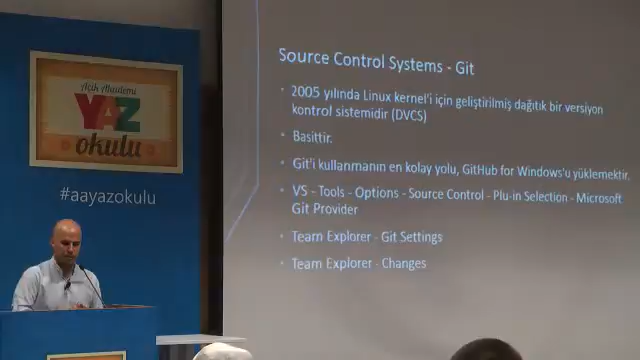 Açık Akademi
YAZ
okulu
#aayazokulu
Source Control Systems - Git
• 2005 yılında Linux kernel'i için geliştirilmiş dağıtık bir versiyon
kontrol sistemidir (DVCS)
• Basittir.
• Git'i kullanmanın en kolay yolu, GitHub for Windows'u yüklemektir.
• VS - Tools - Options - Source Control - Plu-in Selection - Microsoft
Git Provider
• Team Explorer - Git Settings
• Team Explorer - Changes